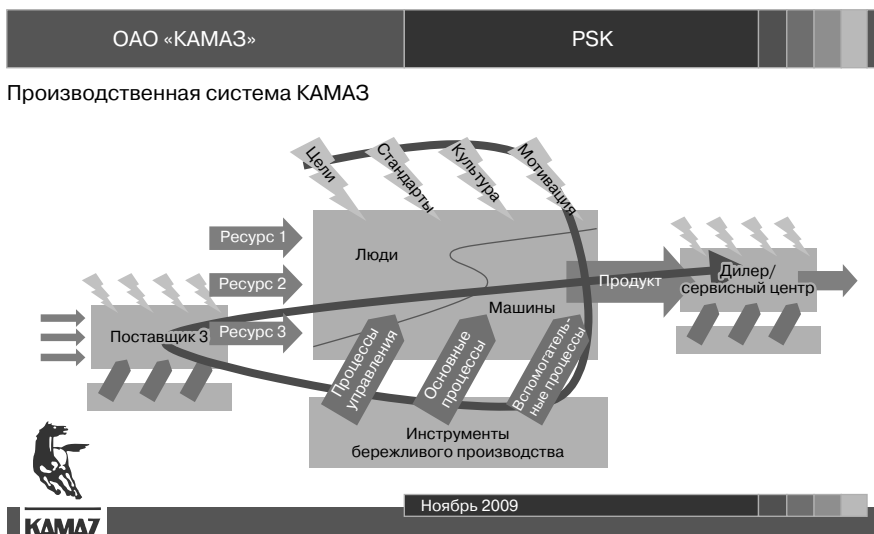 ОАО «КАМАЗ»
PSK
Производственная система КАМАЗ
Цели
Стандарты
Культура
Мотивация
Ресурс 1
Ресурс 2
Ресурс 3
Люди
Машины
Поставщик 3
Продукт
Дилер/
сервисный центр
Процессы
управления
Основные
процессы
Вспомогатель-
ные процессы
Инструменты
бережливого производства
Ноябрь 2009
КАМАZ